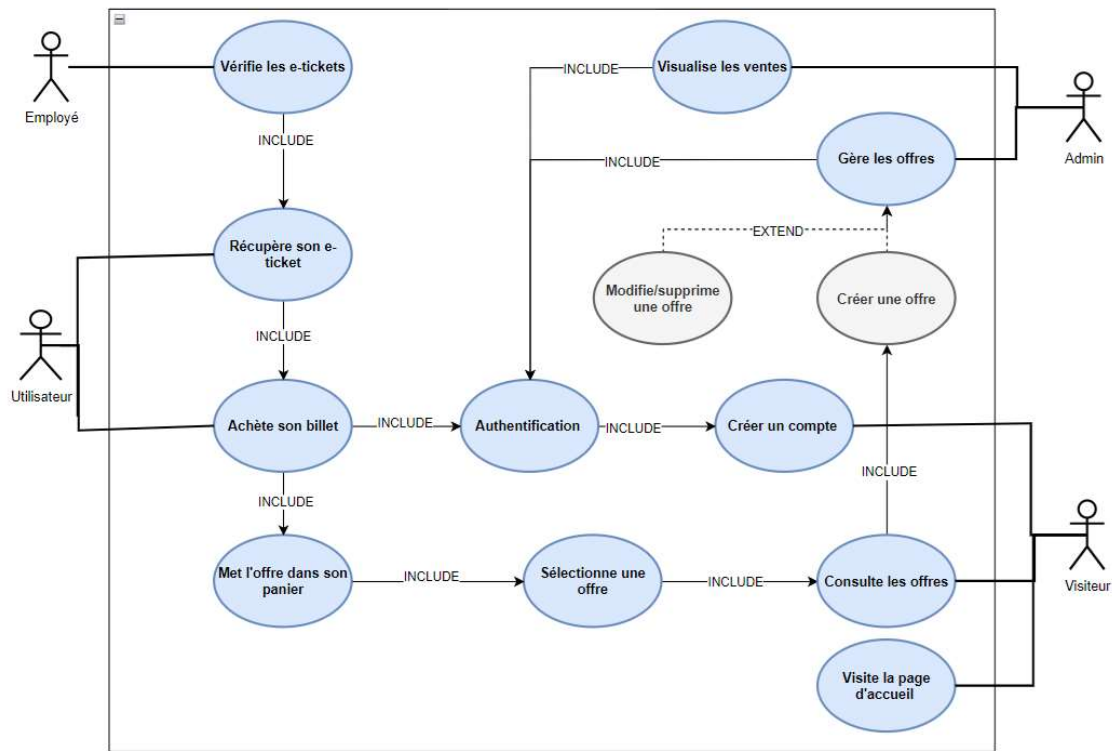 Vérifie les e-tickets
INCLUDE
Visualise les ventes
Employé
INCLUDE
INCLUDE
Gère les offres
Admin
Récupère son e-
ticket
EXTEND
Modifie/supprime
une offre
Créer une offre
INCLUDE
Utilisateur
Achète son billet
INCLUDE
Authentification
INCLUDE
Créer un compte
INCLUDE
INCLUDE
Met l'offre dans son
panier
INCLUDE
Sélectionne une
offre
INCLUDE
Consulte les offres
Visiteur
Visite la page
d'accueil